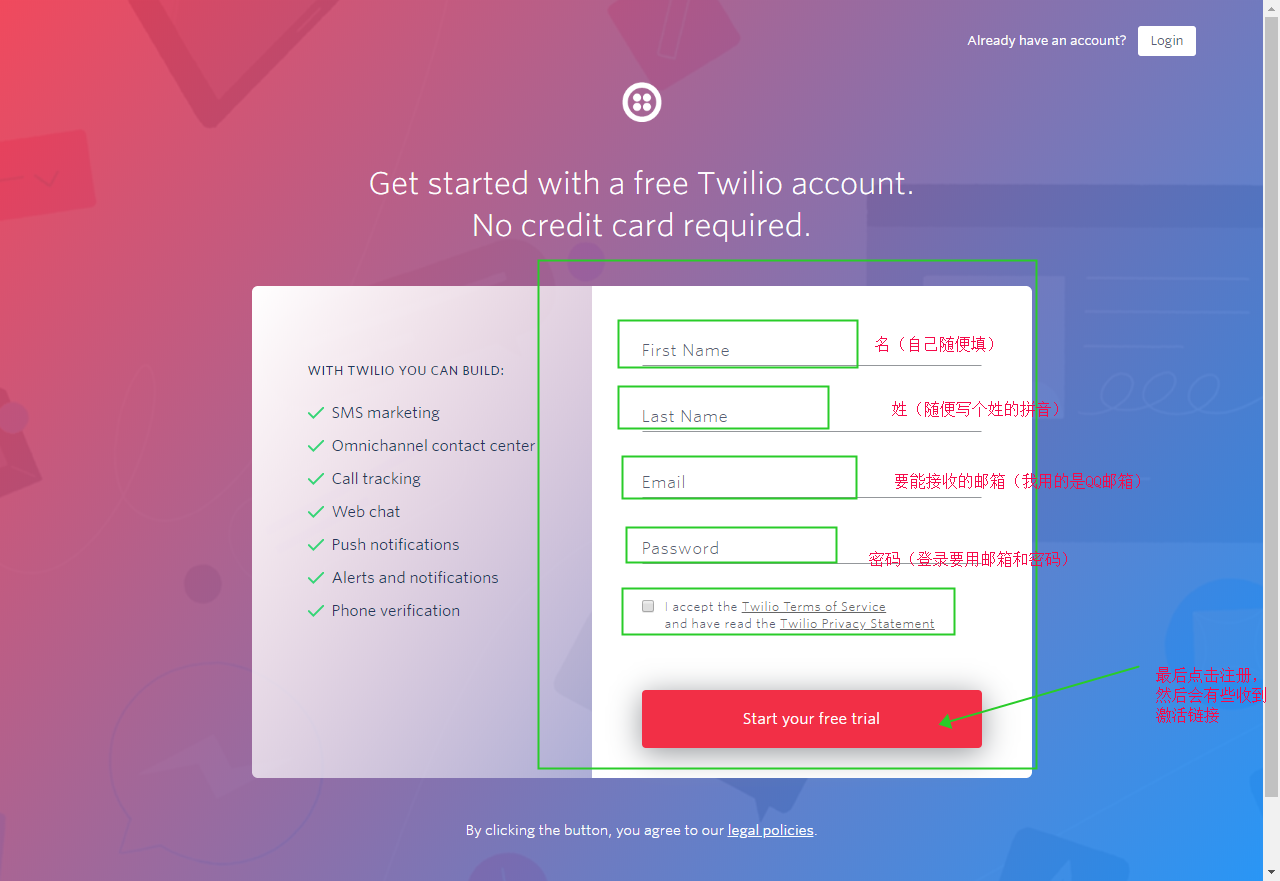 Already have an account? Login
Get started with a free Twilio account.
No credit card required.
WITH TWILIO YOU CAN BUILD:
SMS marketing
Omnichannel contact center
Call tracking
Web chat
Push notifications
Alerts and notifications
Phone verification
First Name 名（自己随便填）
Last Name 姓（随便写个姓的拼音）
Email 要能接收的邮箱（我用的是QQ邮箱）
Password 密码（登录要用邮箱和密码）
I accept the Twilio Terms of Service
and have read the Twilio Privacy Statement
最后点击注册，
然后会有些收到
激活链接
Start your free trial
By clicking the button, you agree to our legal policies.